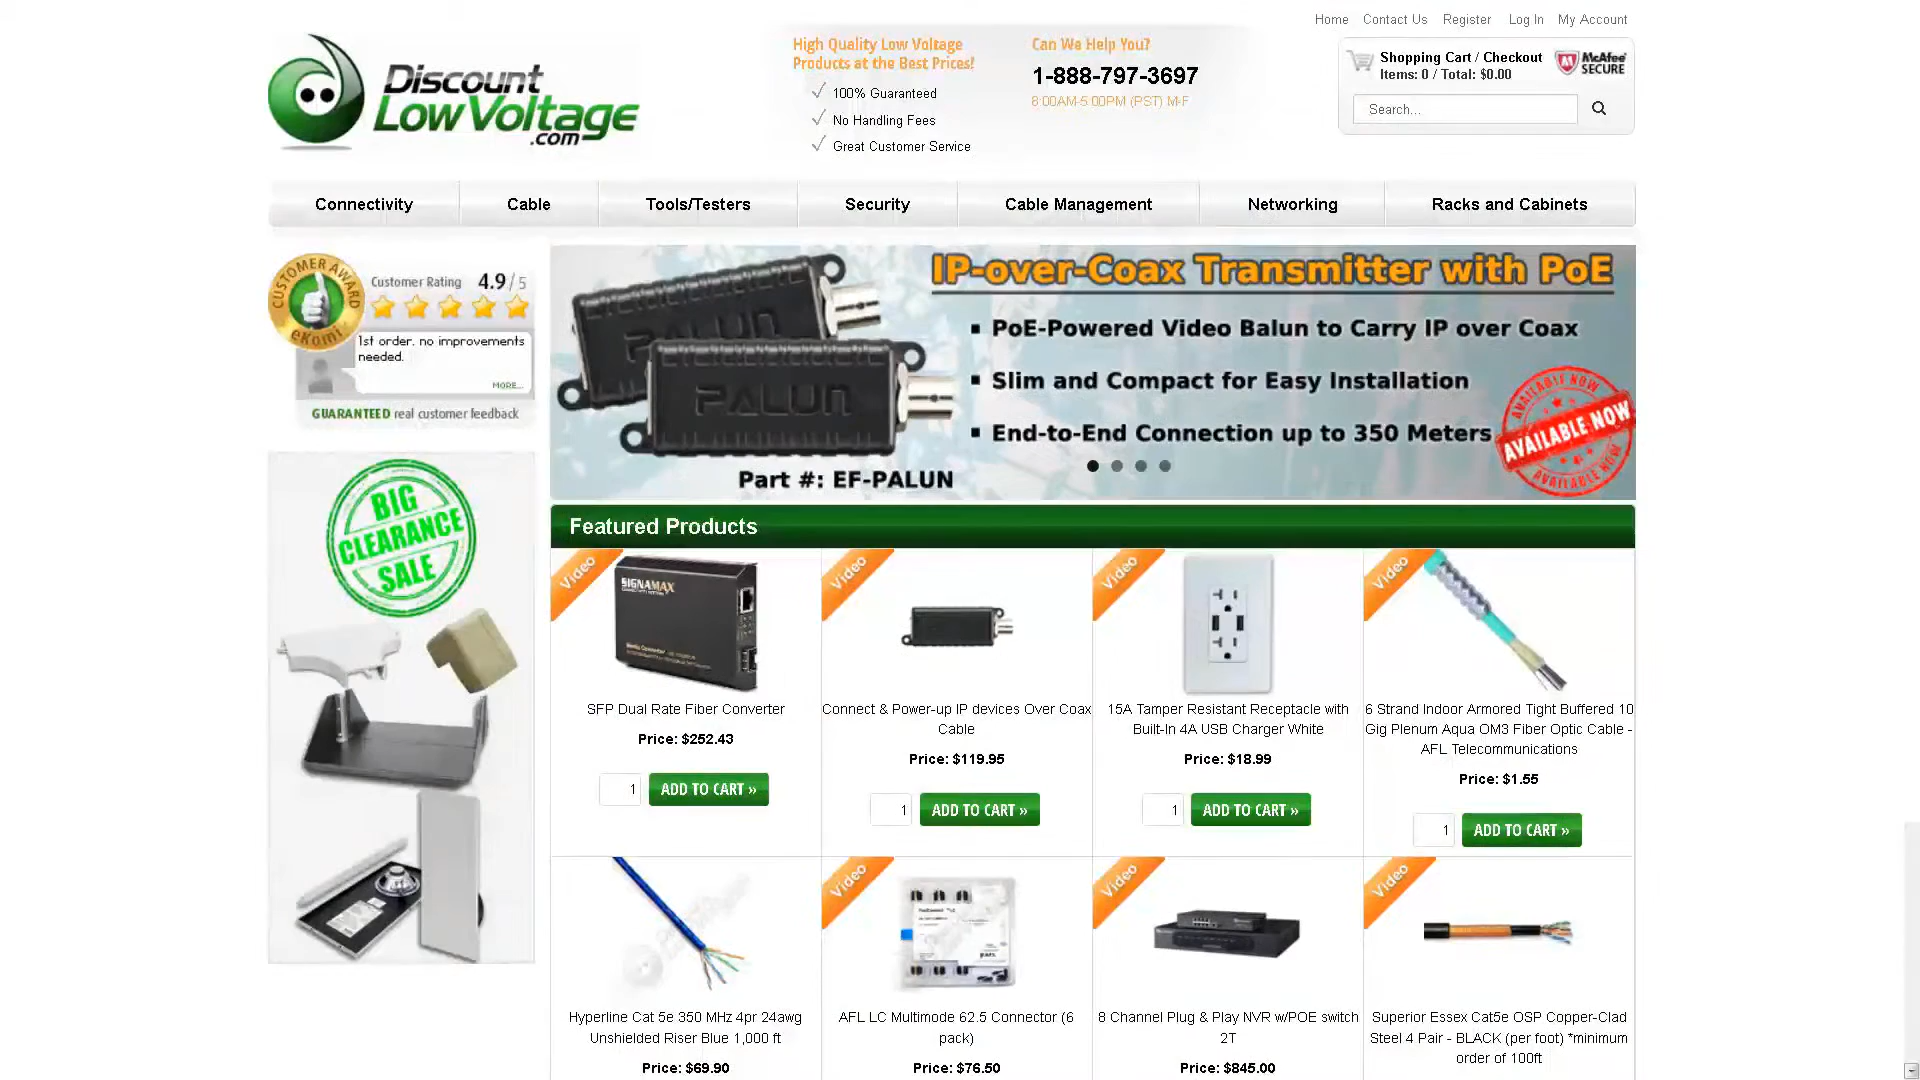 Home Contact Us Register Log In My Account
Discount
LowVoltage
.com
High Quality Low Voltage
Products at the Best Prices!
100% Guaranteed
No Handling Fees
Great Customer Service
Can We Help You?
1-888-797-3697
8:00AM-5:00PM (PST) M-F
Shopping Cart / Checkout
Items: 0 / Total: $0.00
McAfee
SECURE
Search...
Connectivity Cable Tools/Testers Security Cable Management Networking Racks and Cabinets
CUSTOMER AWARD
eKomi
Customer Rating 4.9 / 5
1st order. no improvements
needed.
MORE...
GUARANTEED real customer feedback
BIG
CLEARANCE
SALE
IP-over-Coax Transmitter with PoE
PoE-Powered Video Balun to Carry IP over Coax
Slim and Compact for Easy Installation
End-to-End Connection up to 350 Meters
PALUN
PALUN
Part #: EF-PALUN
AVAILABLE NOW
AVAILABLE NOW
AVAILABLE NOW
Featured Products
Video
SIGNAMAX
SFP Dual Rate Fiber Converter
Price: $252.43
1 ADD TO CART »
Video
Connect & Power-up IP devices Over Coax
Cable
Price: $119.95
1 ADD TO CART »
Video
15A Tamper Resistant Receptacle with
Built-In 4A USB Charger White
Price: $18.99
1 ADD TO CART »
Video
6 Strand Indoor Armored Tight Buffered 10
Gig Plenum Aqua OM3 Fiber Optic Cable -
AFL Telecommunications
Price: $1.55
1 ADD TO CART »
Hyperline Cat 5e 350 MHz 4pr 24awg
Unshielded Riser Blue 1,000 ft
Price: $69.90
Video
AFL LC Multimode 62.5 Connector (6
pack)
Price: $76.50
Video
8 Channel Plug & Play NVR w/POE switch
2T
Price: $845.00
Video
Superior Essex Cat5e OSP Copper-Clad
Steel 4 Pair - BLACK (per foot) *minimum
order of 100ft